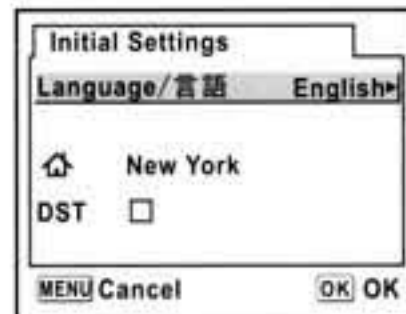 Initial Settings
Language/言語 English
New York
DST
MENU Cancel OK OK